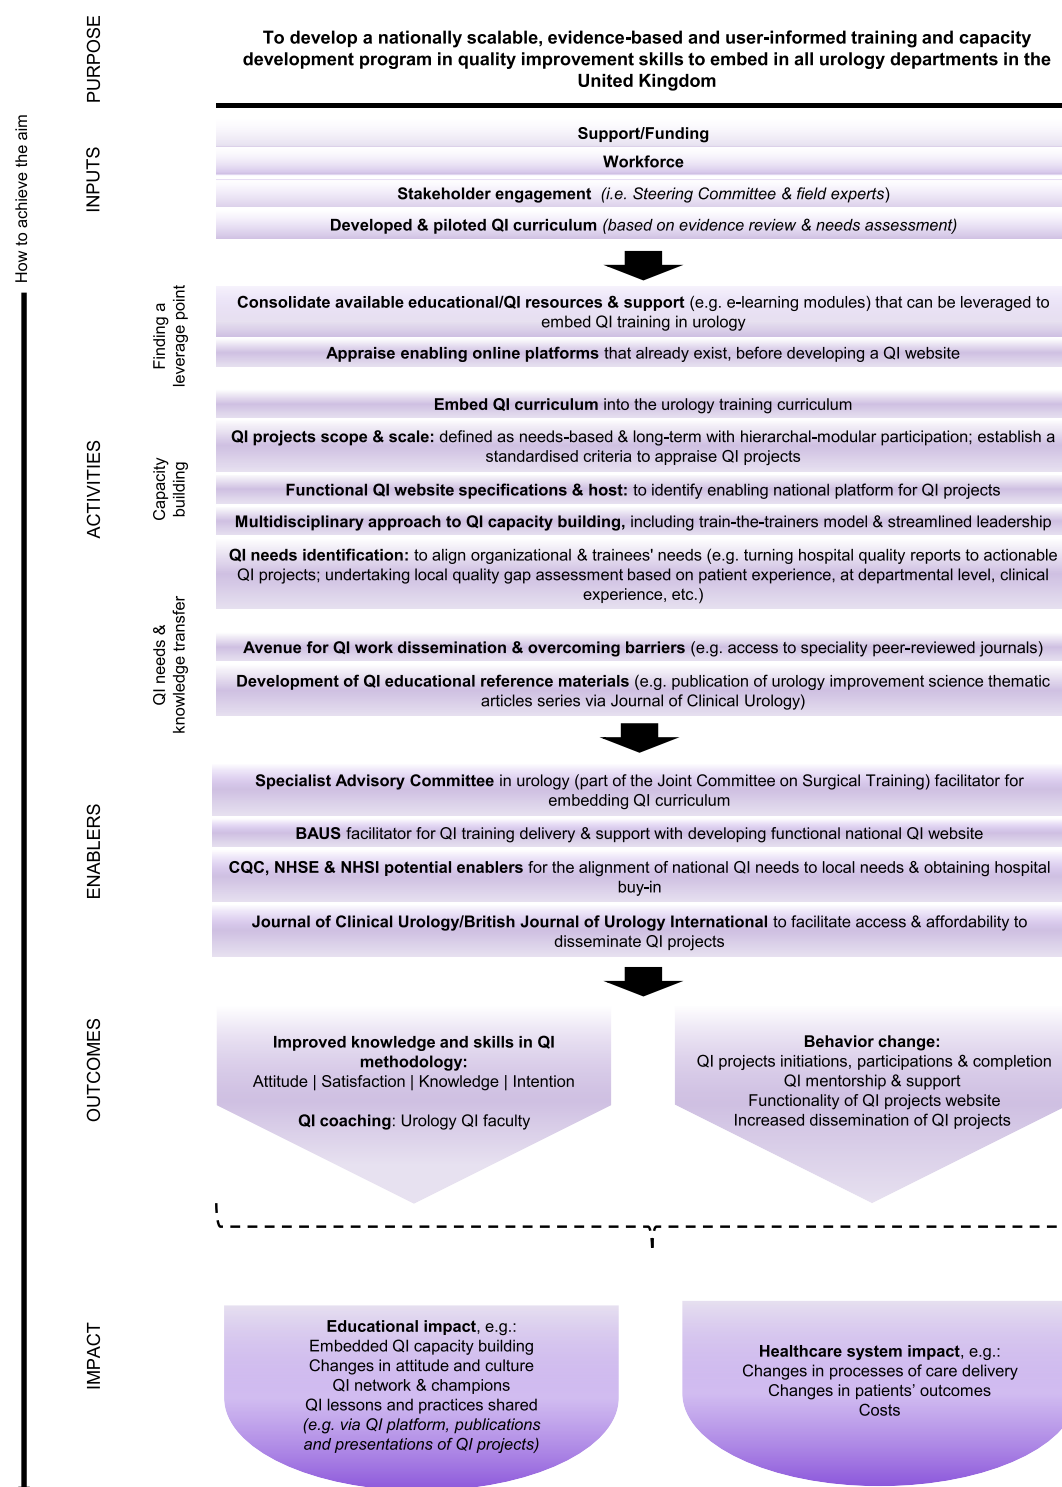 PURPOSE
To develop a nationally scalable, evidence-based and user-informed training and capacity
development program in quality improvement skills to embed in all urology departments in the
United Kingdom
How to achieve the aim
INPUTS
Support/Funding
Workforce
Stakeholder engagement (i.e. Steering Committee & field experts)
Developed & piloted QI curriculum (based on evidence review & needs assessment)
ACTIVITIES
Finding a
leverage point
Consolidate available educational/QI resources & support (e.g. e-learning modules) that can be leveraged to
embed QI training in urology
Appraise enabling online platforms that already exist, before developing a QI website
Capacity
building
Embed QI curriculum into the urology training curriculum
QI projects scope & scale: defined as needs-based & long-term with hierarchal-modular participation; establish a
standardised criteria to appraise QI projects
Functional QI website specifications & host: to identify enabling national platform for QI projects
Multidisciplinary approach to QI capacity building, including train-the-trainers model & streamlined leadership
QI needs identification: to align organizational & trainees' needs (e.g. turning hospital quality reports to actionable
QI projects; undertaking local quality gap assessment based on patient experience, at departmental level, clinical
experience, etc.)
QI needs &
knowledge transfer
Avenue for QI work dissemination & overcoming barriers (e.g. access to speciality peer-reviewed journals)
Development of QI educational reference materials (e.g. publication of urology improvement science thematic
articles series via Journal of Clinical Urology)
ENABLERS
Specialist Advisory Committee in urology (part of the Joint Committee on Surgical Training) facilitator for
embedding QI curriculum
BAUS facilitator for QI training delivery & support with developing functional national QI website
CQC, NHSE & NHSI potential enablers for the alignment of national QI needs to local needs & obtaining hospital
buy-in
Journal of Clinical Urology/British Journal of Urology International to facilitate access & affordability to
disseminate QI projects
OUTCOMES
Improved knowledge and skills in QI
methodology:
Attitude | Satisfaction | Knowledge | Intention
QI coaching: Urology QI faculty
Behavior change:
QI projects initiations, participations & completion
QI mentorship & support
Functionality of QI projects website
Increased dissemination of QI projects
IMPACT
Educational impact, e.g.:
Embedded QI capacity building
Changes in attitude and culture
QI network & champions
QI lessons and practices shared
(e.g. via QI platform, publications
and presentations of QI projects)
Healthcare system impact, e.g.:
Changes in processes of care delivery
Changes in patients’ outcomes
Costs